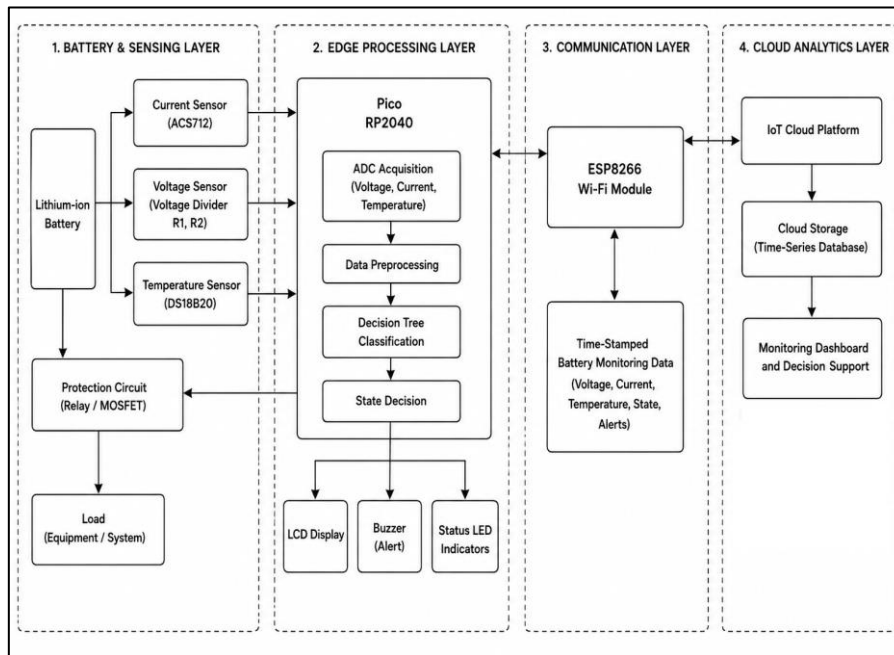 1. BATTERY & SENSING LAYER
Lithium-ion
Battery
Current Sensor
(ACS712)
Voltage Sensor
(Voltage Divider
R1, R2)
Temperature Sensor
(DS18B20)
Protection Circuit
(Relay / MOSFET)
Load
(Equipment / System)
2. EDGE PROCESSING LAYER
Pico
RP2040
ADC Acquisition
(Voltage, Current,
Temperature)
Data Preprocessing
Decision Tree
Classification
State Decision
LCD Display
Buzzer
(Alert)
Status LED
Indicators
3. COMMUNICATION LAYER
ESP8266
Wi-Fi Module
Time-Stamped
Battery Monitoring Data
(Voltage, Current,
Temperature, State,
Alerts)
4. CLOUD ANALYTICS LAYER
IoT Cloud Platform
Cloud Storage
(Time-Series Database)
Monitoring Dashboard
and Decision Support